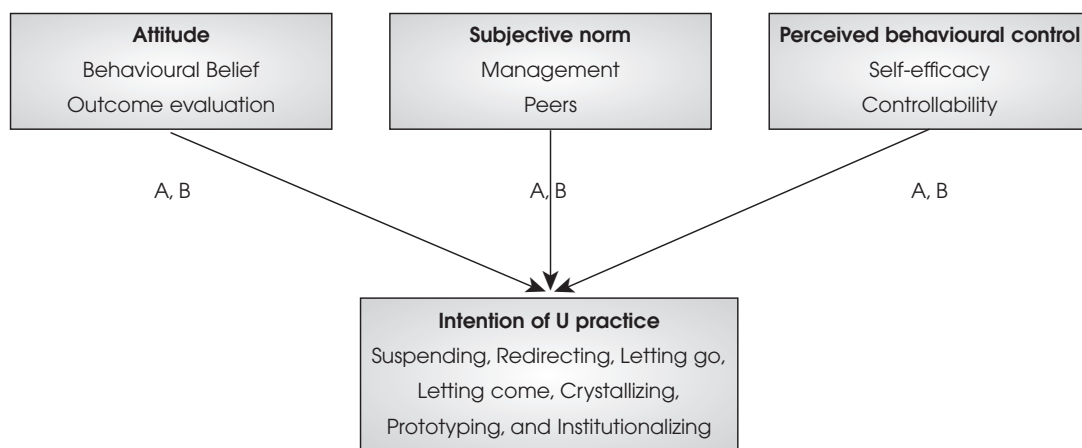 Attitude
Behavioural Belief
Outcome evaluation
Subjective norm
Management
Peers
Perceived behavioural control
Self-efficacy
Controllability
A, B
A, B
A, B
Intention of U practice
Suspending, Redirecting, Letting go,
Letting come, Crystallizing,
Prototyping, and Institutionalizing